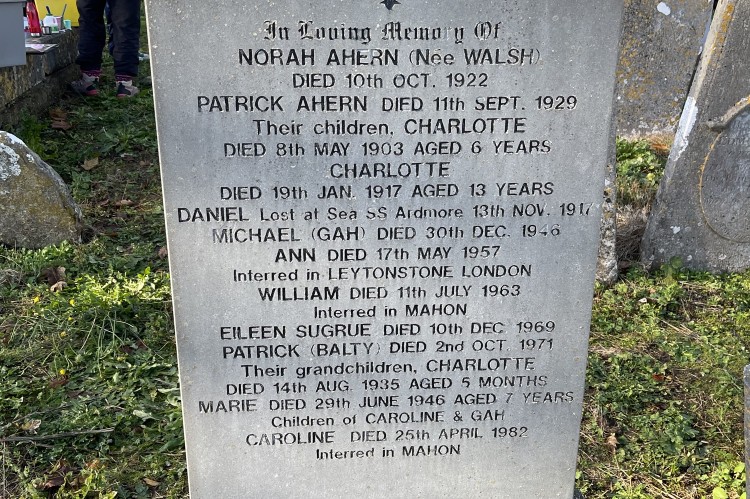 In Loving Memory Of
NORAH AHERN (Née WALSH)
DIED 10TH OCT. 1922
PATRICK AHERN DIED 11TH SEPT. 1929
Their children, CHARLOTTE
DIED 8TH MAY 1903 AGED 6 YEARS
CHARLOTTE
DIED 19TH JAN. 1917 AGED 13 YEARS
DANIEL Lost at Sea SS Ardmore 13TH NOV. 1917
MICHAEL (GAH) DIED 30TH DEC. 1946
ANN DIED 17TH MAY 1957
Interred in LEYTONSTONE LONDON
WILLIAM DIED 11TH JULY 1963
Interred in MAHON
EILEEN SUGRUE DIED 10TH DEC. 1969
PATRICK (BALTY) DIED 2ND OCT. 1971
Their grandchildren, CHARLOTTE
DIED 14TH AUG. 1935 AGED 5 MONTHS
MARIE DIED 29TH JUNE 1946 AGED 7 YEARS
Children of CAROLINE & GAH
CAROLINE DIED 25TH APRIL 1982
Interred in MAHON